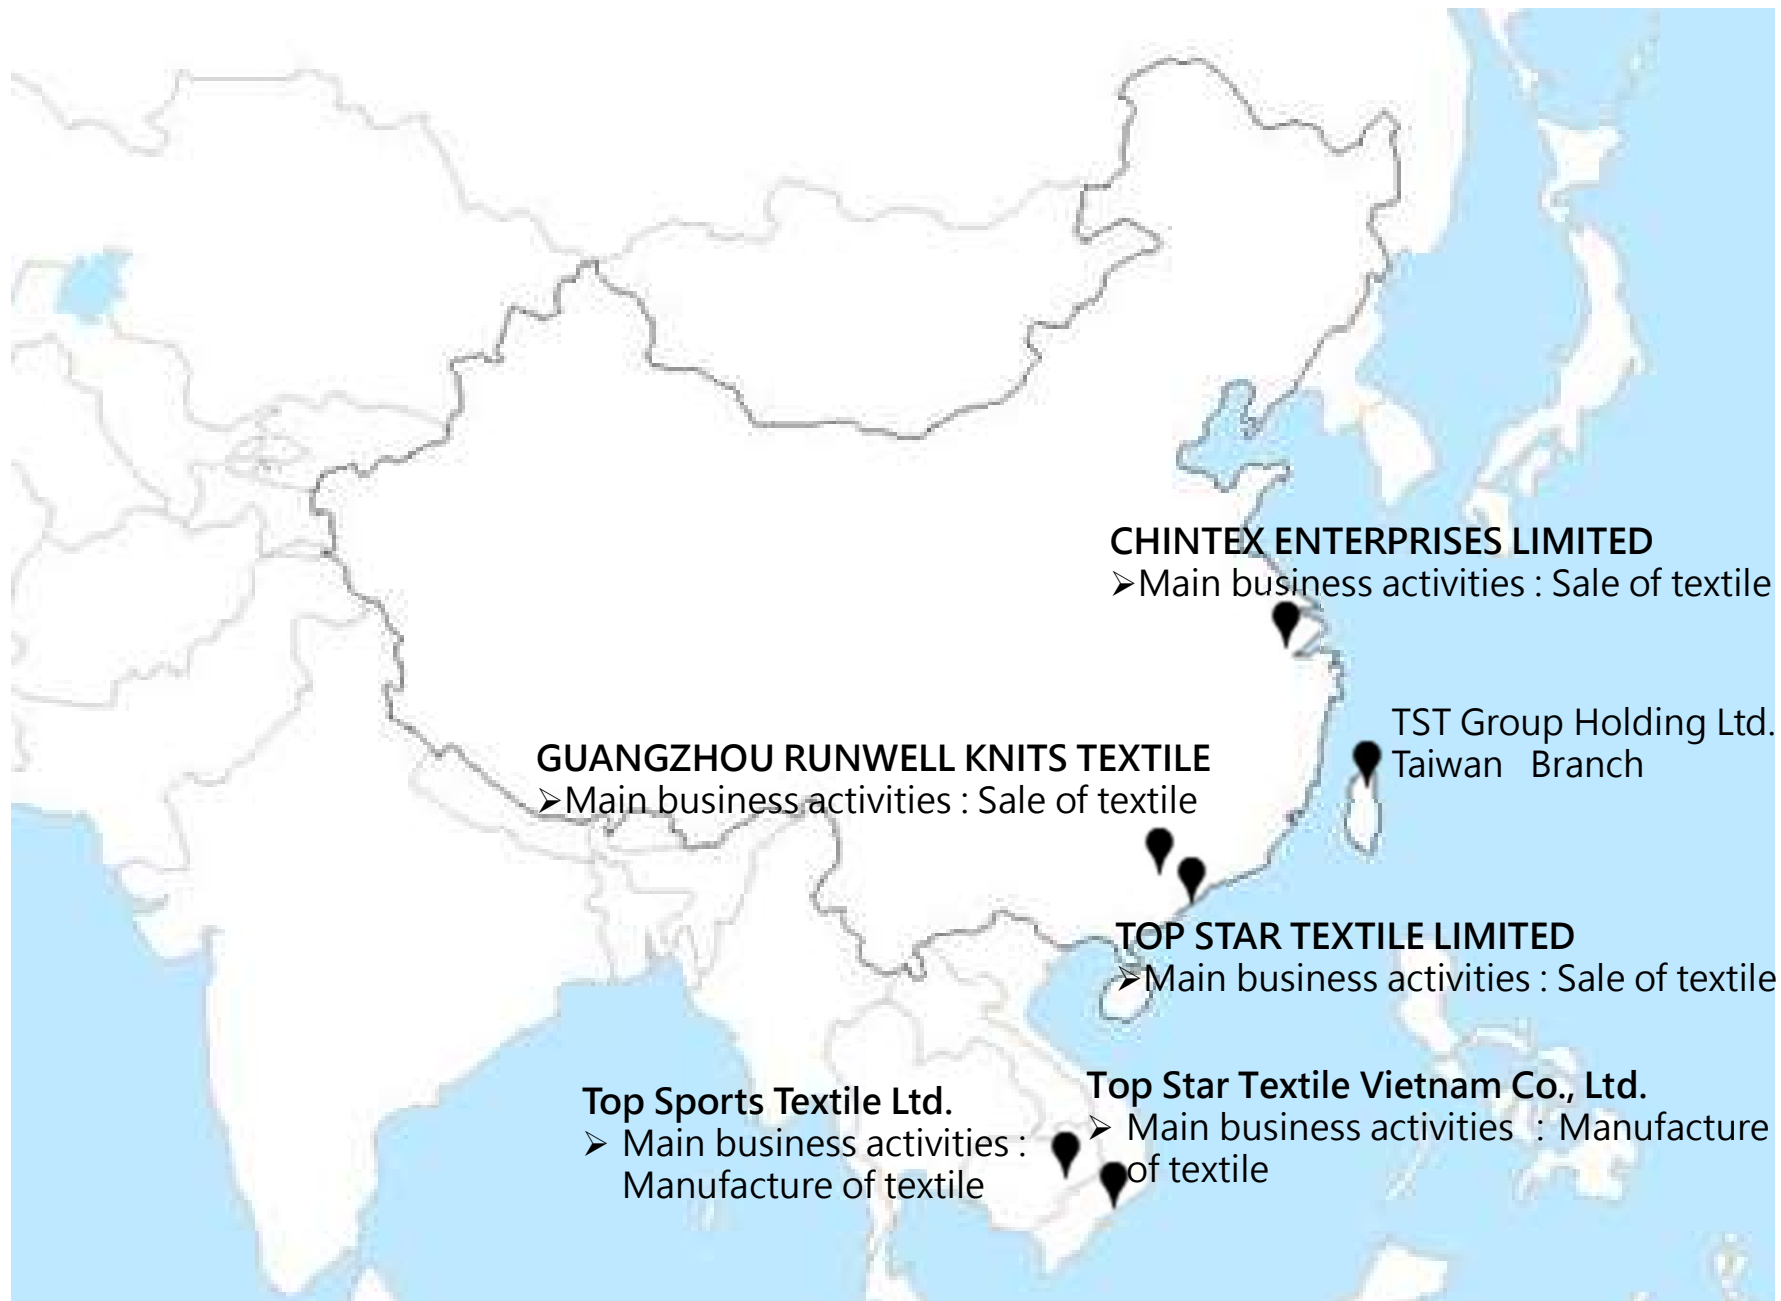 CHINTEX ENTERPRISES LIMITED
➢Main business activities : Sale of textile
TST Group Holding Ltd.
Taiwan Branch
GUANGZHOU RUNWELL KNITS TEXTILE
➢Main business activities : Sale of textile
TOP STAR TEXTILE LIMITED
➢Main business activities : Sale of textile
Top Sports Textile Ltd.
➢ Main business activities :
Manufacture of textile
Top Star Textile Vietnam Co., Ltd.
➢ Main business activities : Manufacture
of textile